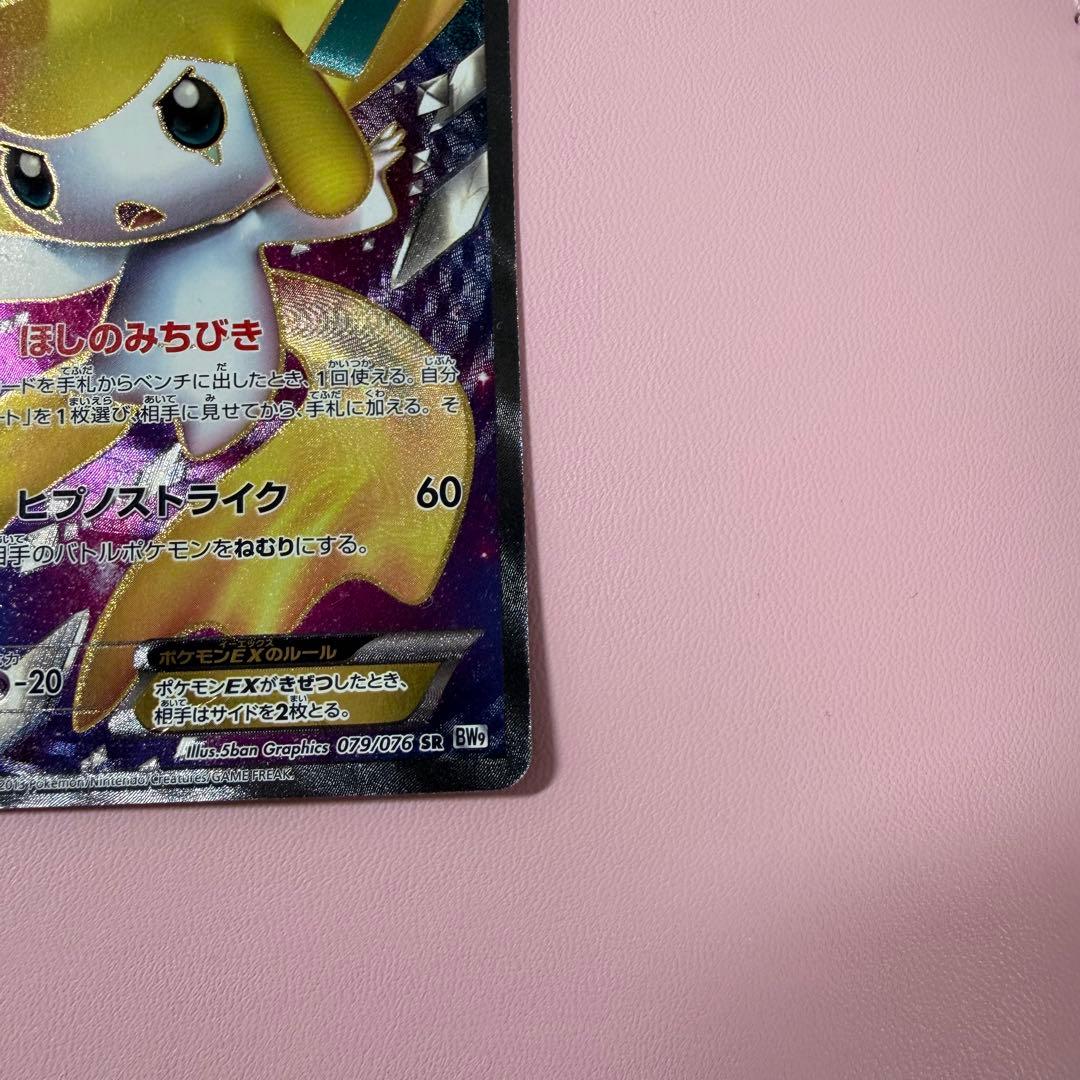 ほしのみちびき
ードを手札からベンチに出したとき、1回使える。自分
ート」を1枚選び、相手に見せてから、手札に加える。そ
ヒプノストライク 60
相手のバトルポケモンをねむりにする。
-20
ポケモンEXのルール
ポケモンEXがきぜつしたとき、
相手はサイドを2枚とる。
Illus.5ban Graphics 079/076 SR BW9
2013 Pokémon/Nintendo/Creatures/GAME FREAK.